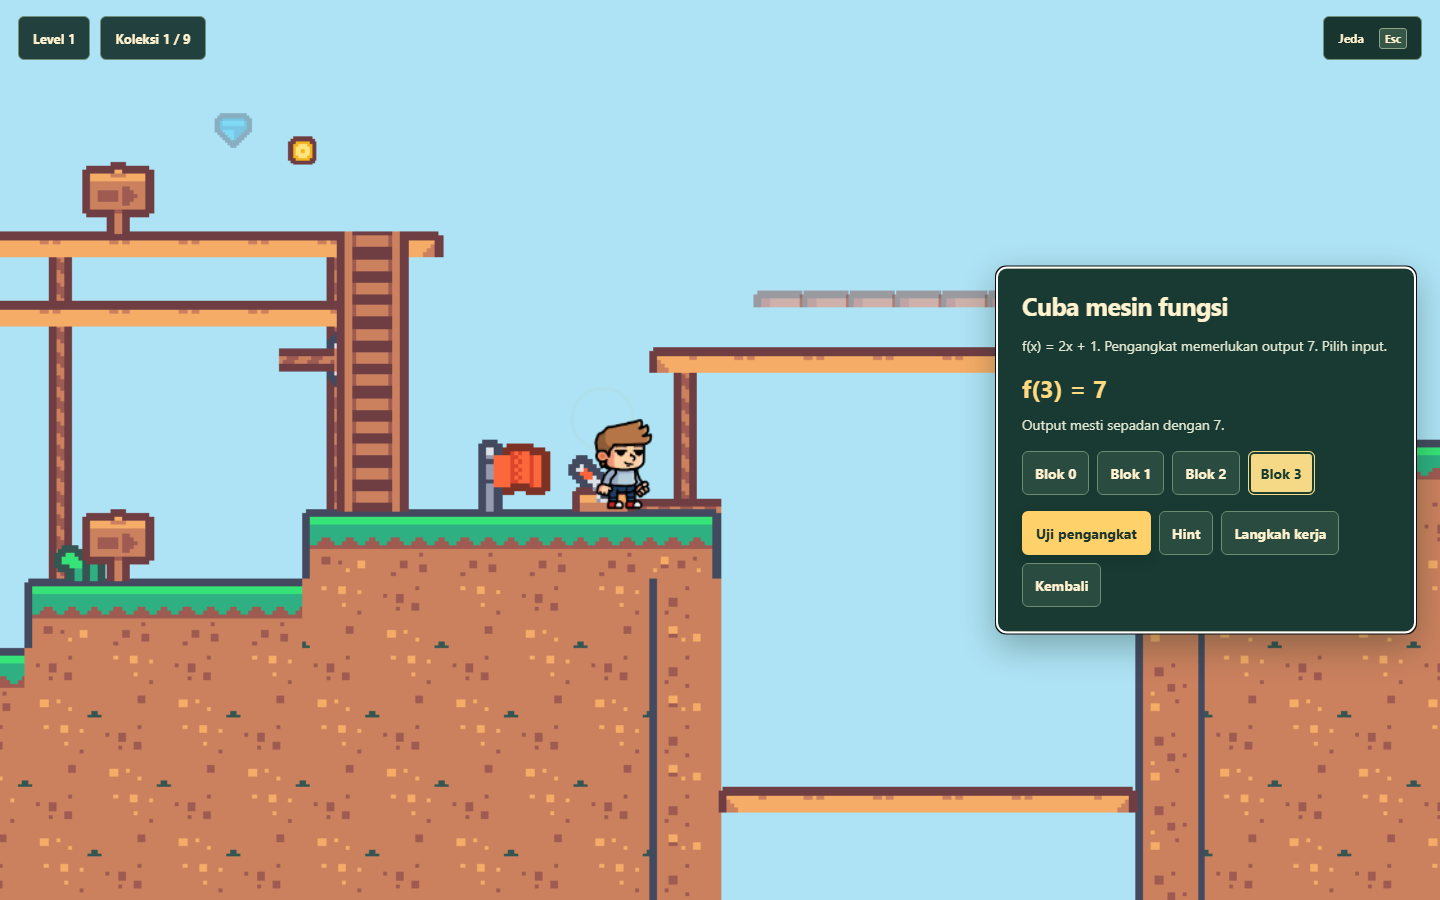 Level 1
Koleksi 1 / 9
Jeda Esc
Cuba mesin fungsi
f(x) = 2x + 1. Pengangkat memerlukan output 7. Pilih input.
f(3) = 7
Output mesti sepadan dengan 7.
Blok 0 Blok 1 Blok 2 Blok 3
Uji pengangkat Hint Langkah kerja
Kembali